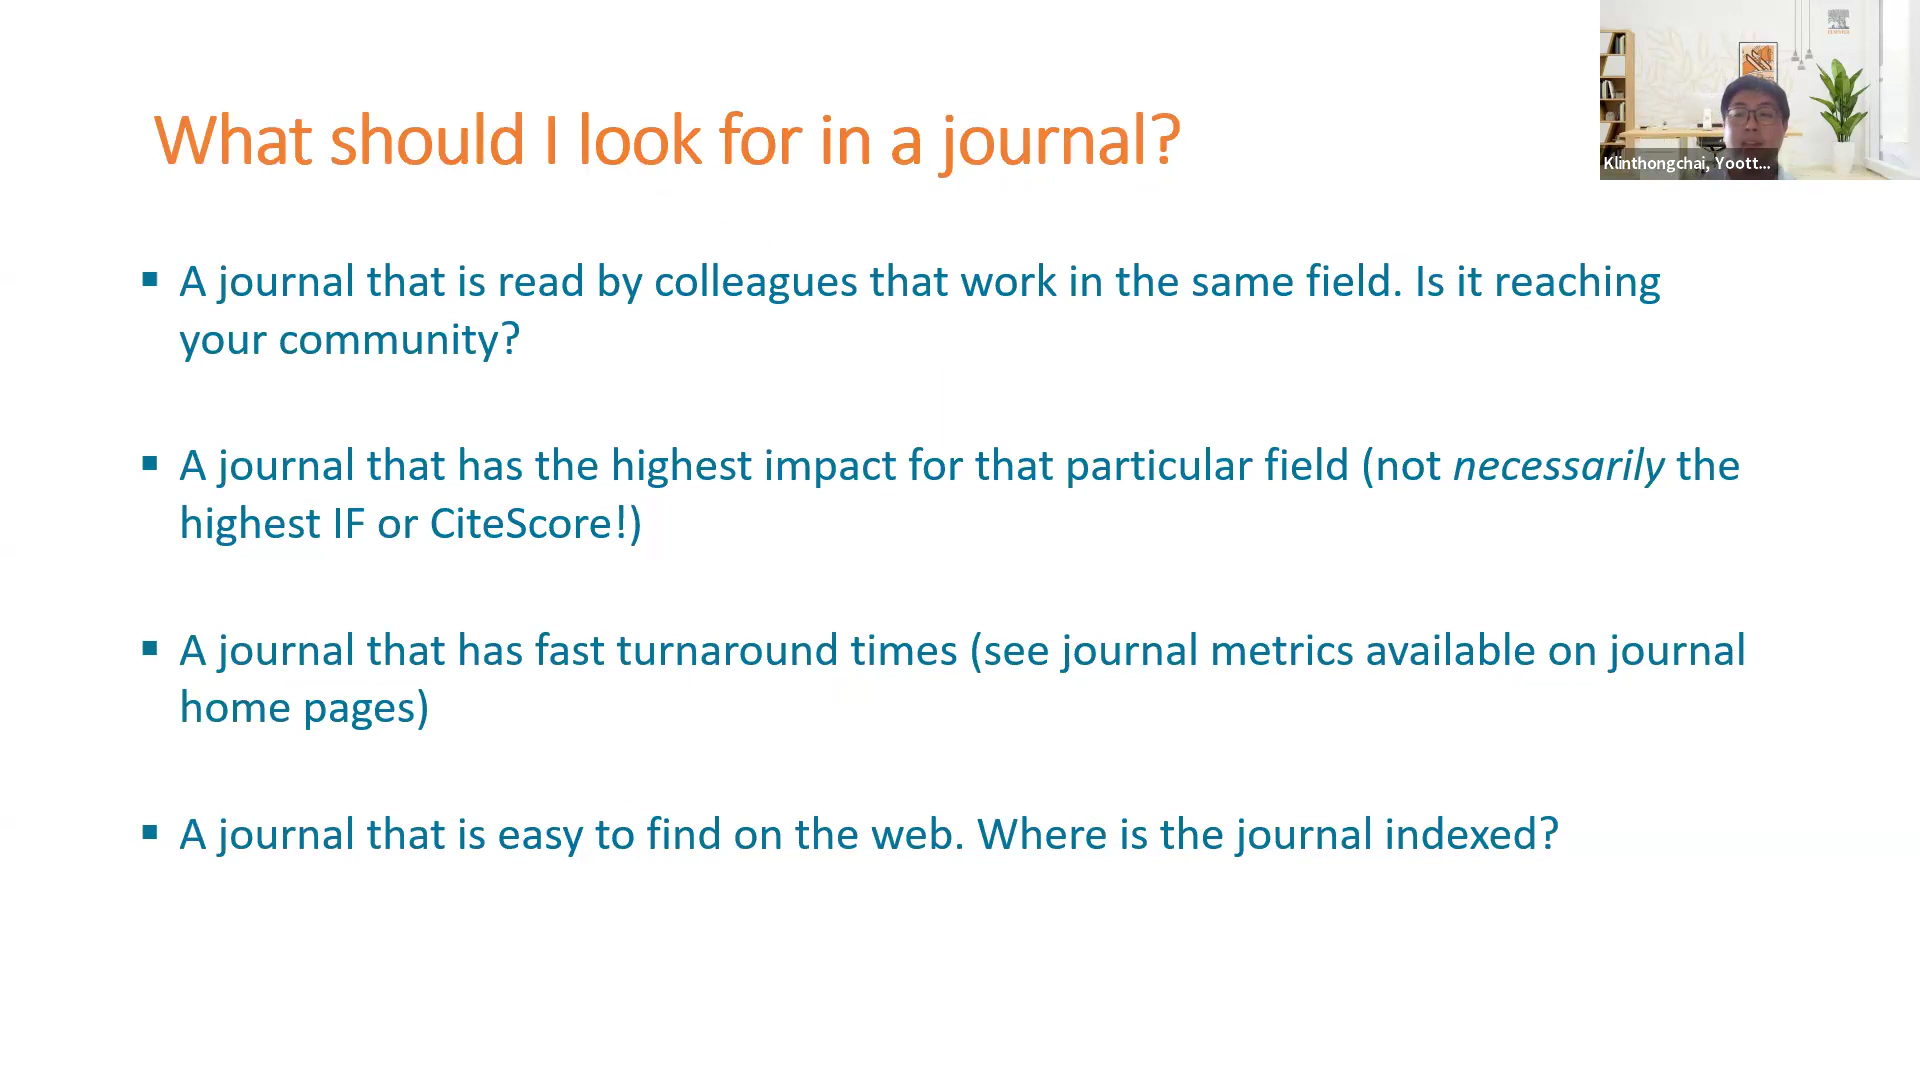 What should I look for in a journal?
Klinthongchai, Yoott...
▪ A journal that is read by colleagues that work in the same field. Is it reaching
your community?
▪ A journal that has the highest impact for that particular field (not necessarily the
highest IF or CiteScore!)
▪ A journal that has fast turnaround times (see journal metrics available on journal
home pages)
▪ A journal that is easy to find on the web. Where is the journal indexed?